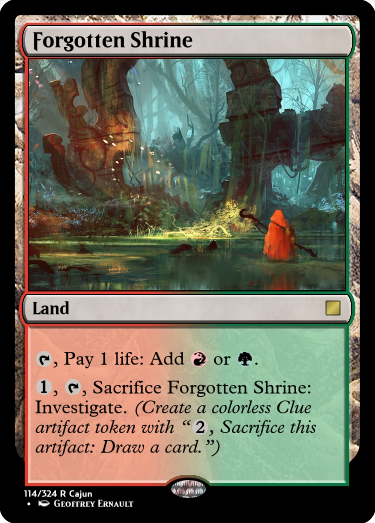 Forgotten Shrine
Land
, Pay 1 life: Add or .
1, , Sacrifice Forgotten Shrine:
Investigate. (Create a colorless Clue
artifact token with “2, Sacrifice this
artifact: Draw a card.”)
114/324 R Cajun
• Geoffrey Ernault